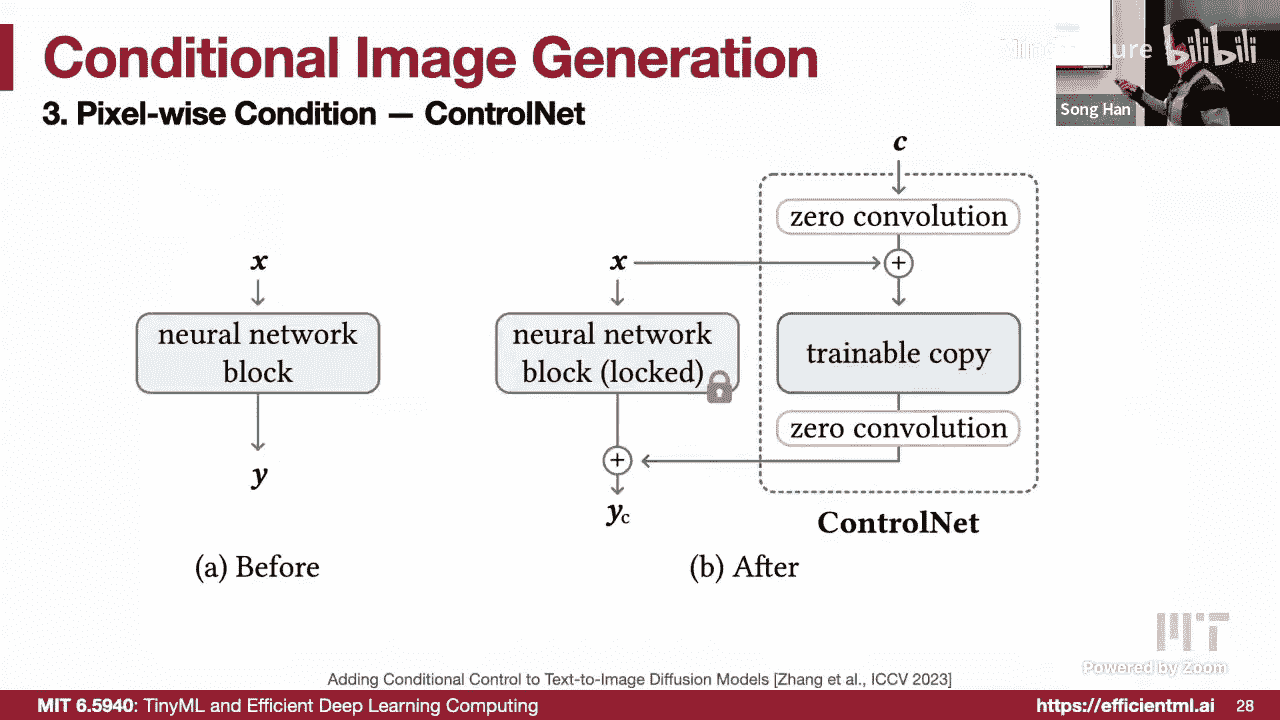 Conditional Image Generation
3. Pixel-wise Condition — ControlNet
bilibili
Song Han
c
zero convolution
x
x
+
neural network
block
neural network
block (locked)
trainable copy
zero convolution
+
y
y_c
ControlNet
(a) Before
(b) After
MIT
Powered by Zoom
Adding Conditional Control to Text-to-Image Diffusion Models [Zhang et al., ICCV 2023]
MIT 6.5940: TinyML and Efficient Deep Learning Computing
https://efficientml.ai
28